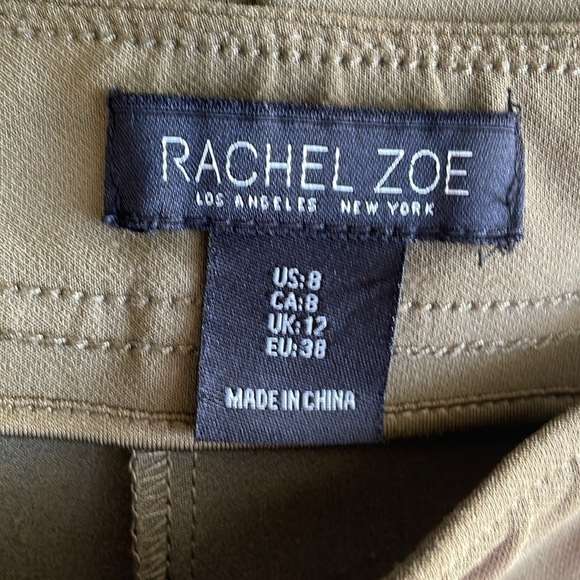 RACHEL ZOE
LOS ANGELES NEW YORK
US:8
CA:8
UK:12
EU:38
MADE IN CHINA